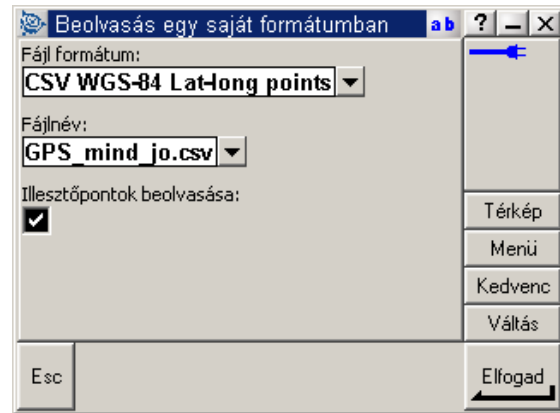 Beolvasás egy saját formátumban
ab
?
Fájl formátum:
CSV WGS-84 Lat-long points
Fájlnév:
GPS_mind_jo.csv
Illesztőpontok beolvasása:
Térkép
Menü
Kedvenc
Váltás
Esc
Elfogad